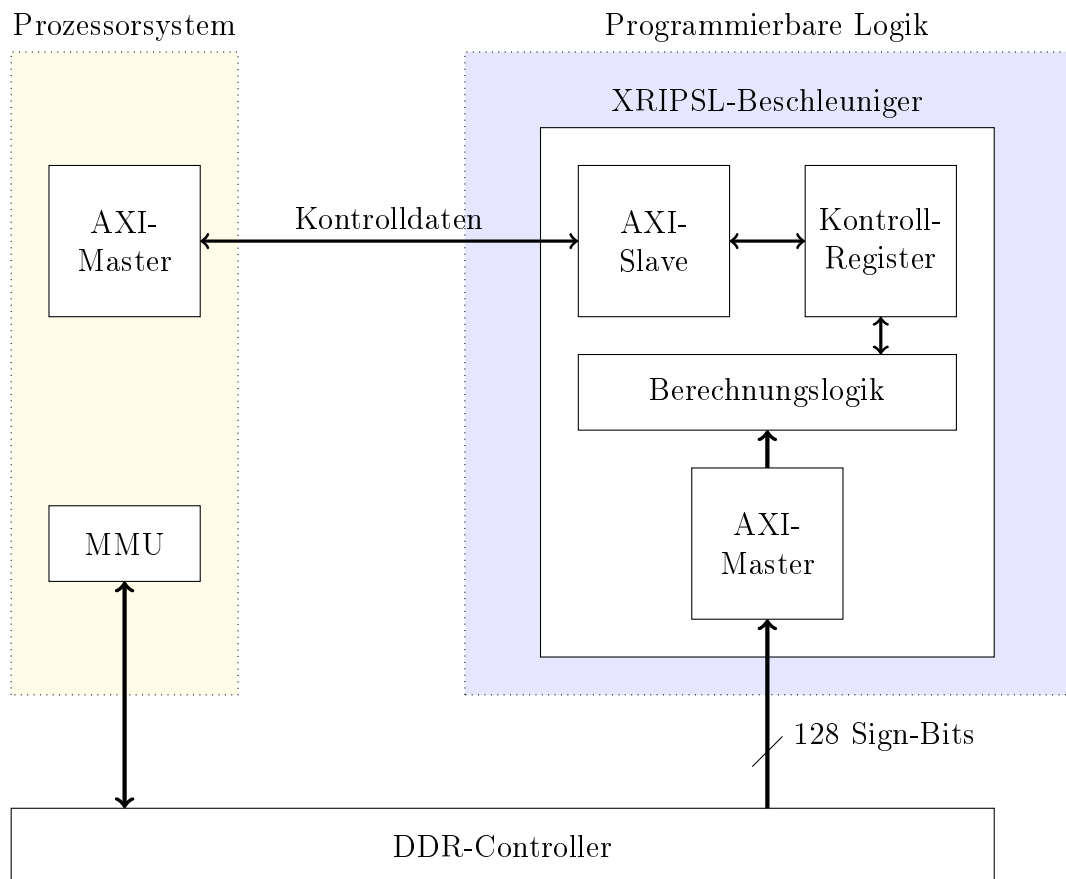 Prozessorsystem
Programmierbare Logik
XRIPSL-Beschleuniger
AXI-
Master
Kontrolldaten
AXI-
Slave
Kontroll-
Register
Berechnungslogik
MMU
AXI-
Master
128 Sign-Bits
DDR-Controller